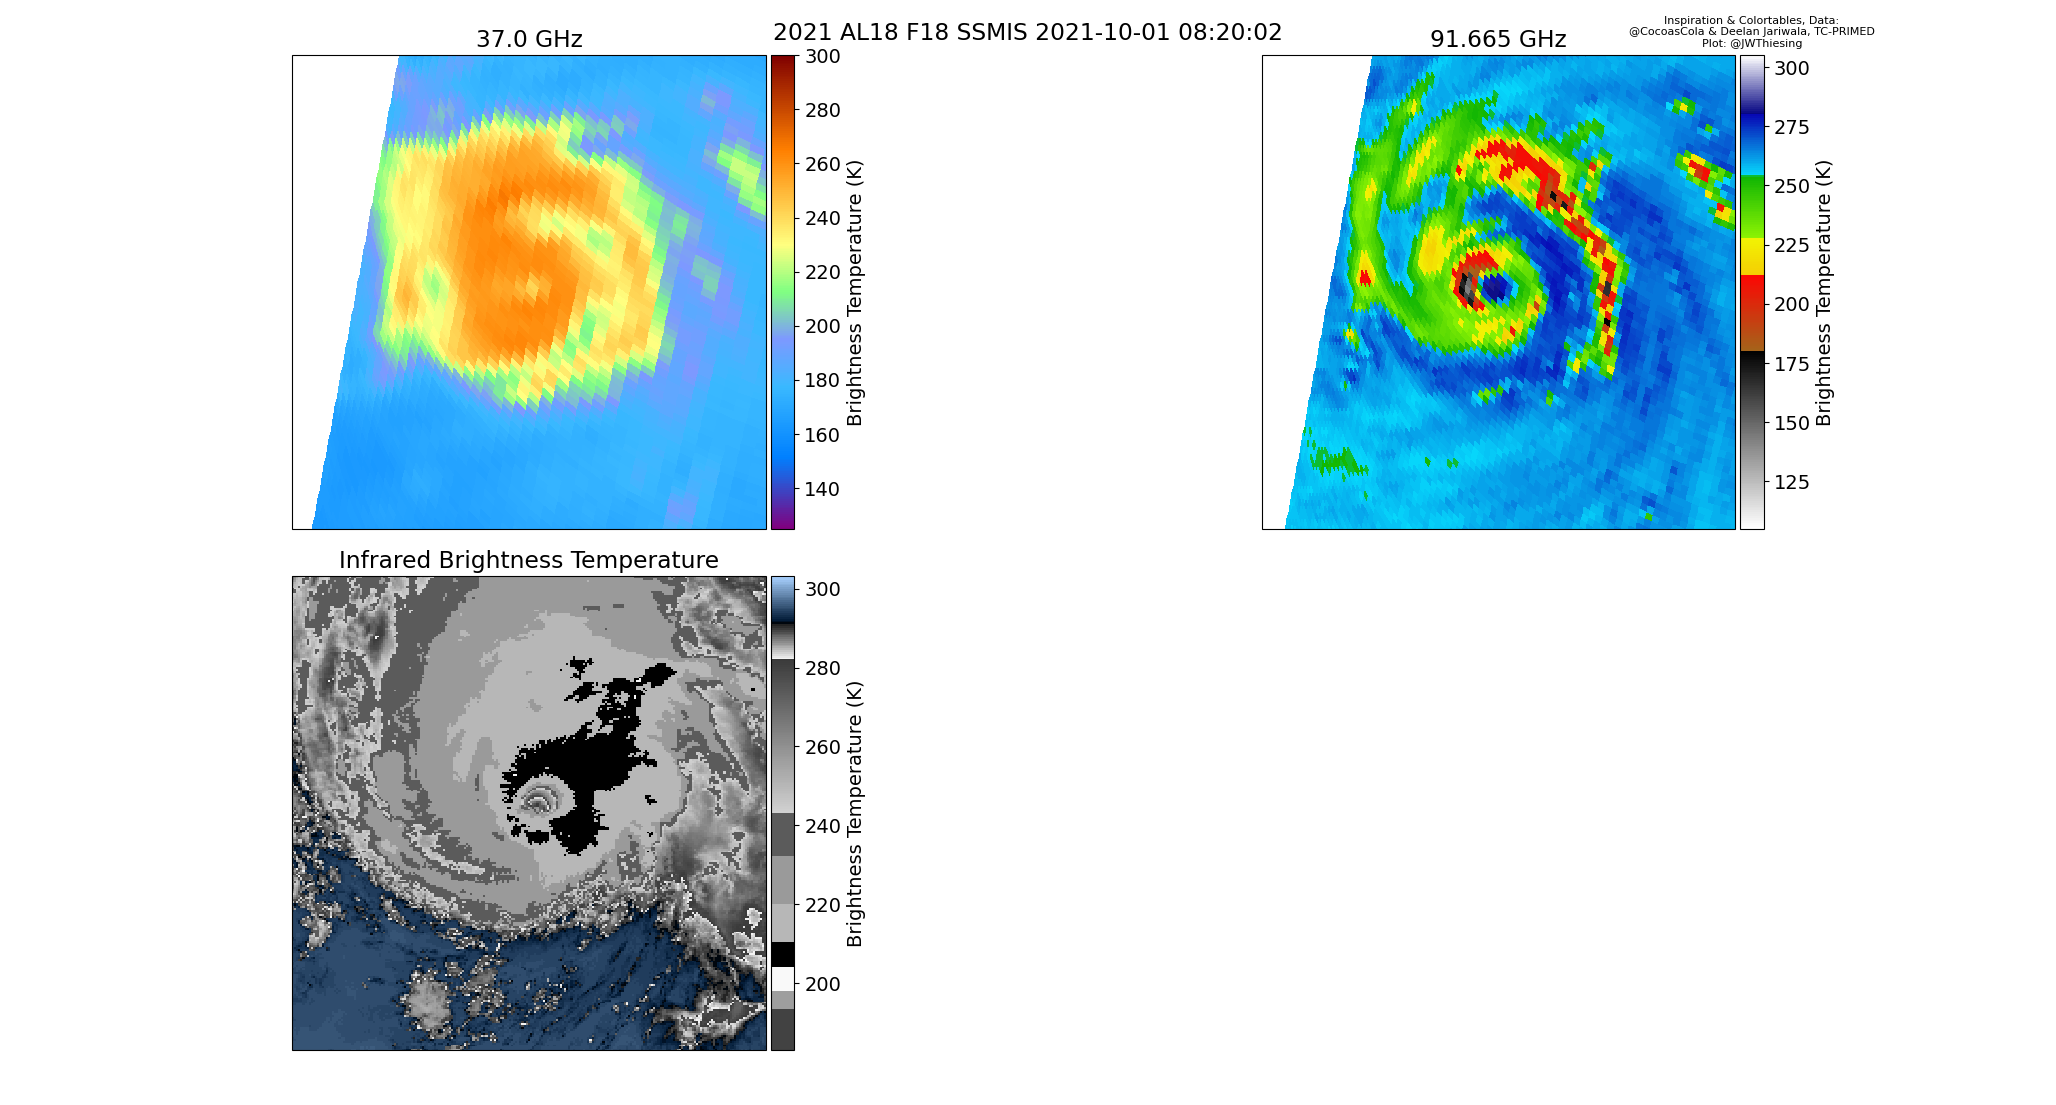 2021 AL18 F18 SSMIS 2021-10-01 08:20:02
Inspiration & Colortables, Data:
@CocoasCola & Deelan Jariwala, TC-PRIMED
Plot: @JWThiesing
37.0 GHz
300
280
260
240
220
200
180
160
140
Brightness Temperature (K)
91.665 GHz
300
275
250
225
200
175
150
125
Brightness Temperature (K)
Infrared Brightness Temperature
300
280
260
240
220
200
Brightness Temperature (K)